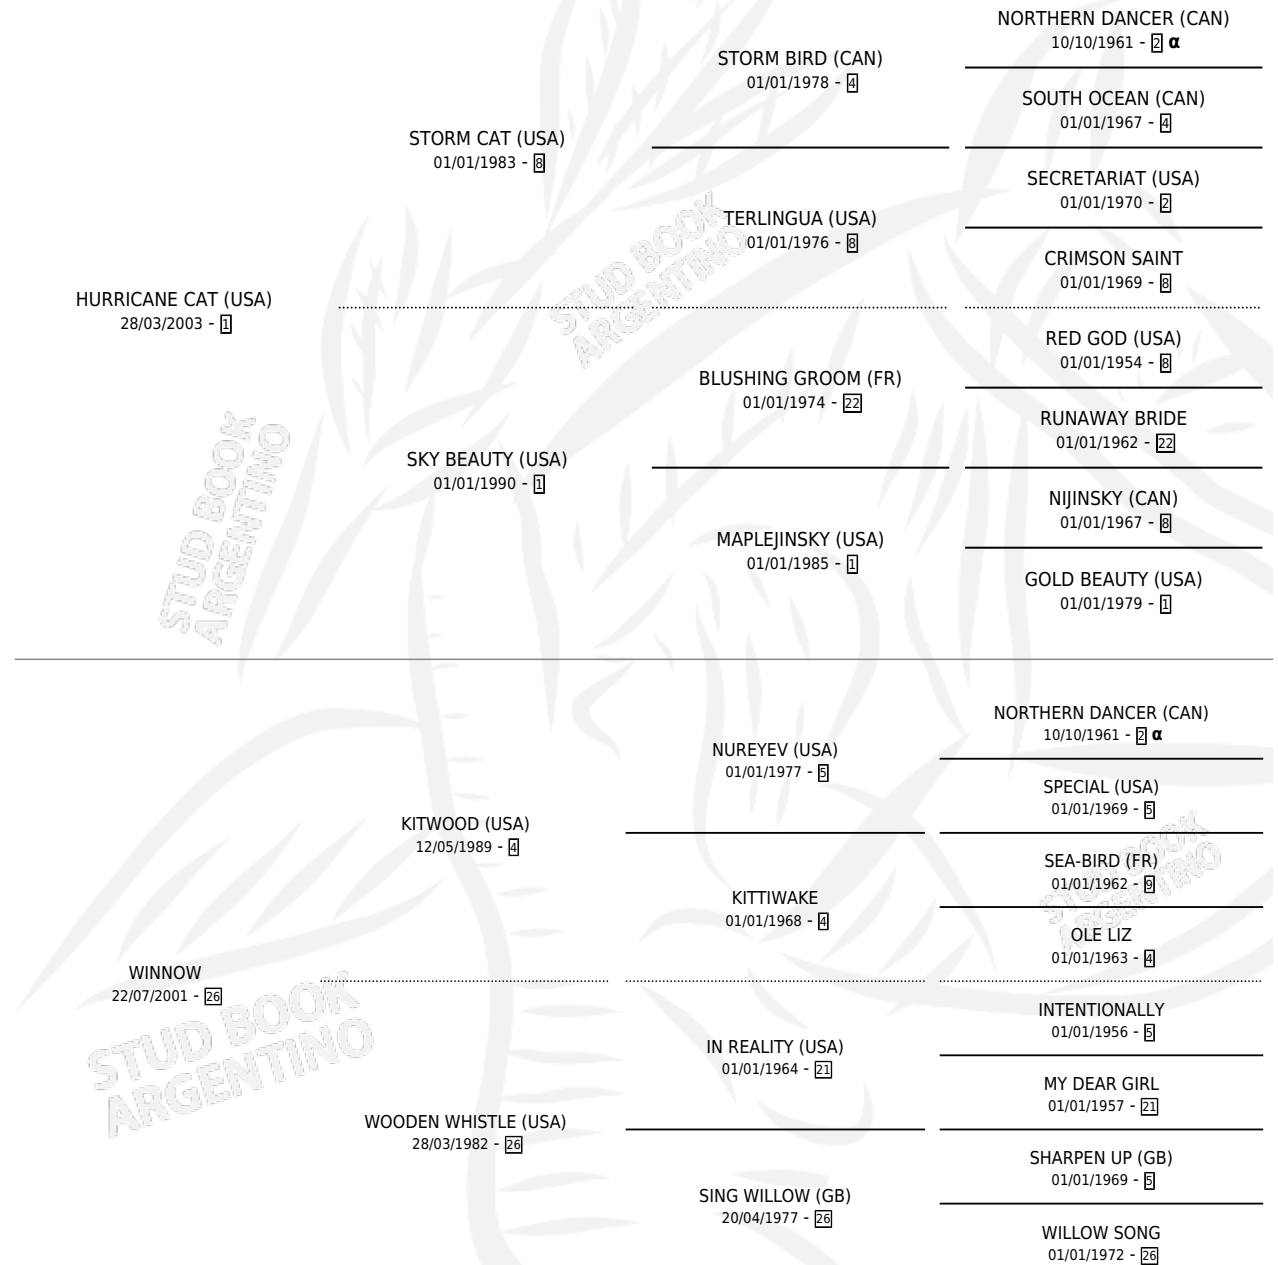 NORTHERN DANCER (CAN)
10/10/1961 - 2 α
STORM BIRD (CAN)
01/01/1978 - 4
SOUTH OCEAN (CAN)
01/01/1967 - 4
STORM CAT (USA)
01/01/1983 - 8
SECRETARIAT (USA)
01/01/1970 - 2
TERLINGUA (USA)
01/01/1976 - 8
CRIMSON SAINT
01/01/1969 - 8
HURRICANE CAT (USA)
28/03/2003 - 1
RED GOD (USA)
01/01/1954 - 8
BLUSHING GROOM (FR)
01/01/1974 - 22
RUNAWAY BRIDE
01/01/1962 - 22
SKY BEAUTY (USA)
01/01/1990 - 1
NIJINSKY (CAN)
01/01/1967 - 8
MAPLEJINSKY (USA)
01/01/1985 - 1
GOLD BEAUTY (USA)
01/01/1979 - 1
NORTHERN DANCER (CAN)
10/10/1961 - 2 α
NUREYEV (USA)
01/01/1977 - 5
SPECIAL (USA)
01/01/1969 - 5
KITWOOD (USA)
12/05/1989 - 4
SEA-BIRD (FR)
01/01/1962 - 9
KITTIWAKE
01/01/1968 - 4
OLE LIZ
01/01/1963 - 4
WINNOW
22/07/2001 - 26
INTENTIONALLY
01/01/1956 - 5
IN REALITY (USA)
01/01/1964 - 21
MY DEAR GIRL
01/01/1957 - 21
WOODEN WHISTLE (USA)
28/03/1982 - 26
SHARPEN UP (GB)
01/01/1969 - 5
SING WILLOW (GB)
20/04/1977 - 26
WILLOW SONG
01/01/1972 - 26
STUD BOOK
ARGENTINO
STUD BOOK
ARGENTINO
STUD BOOK
ARGENTINO
STUD BOOK
ARGENTINO